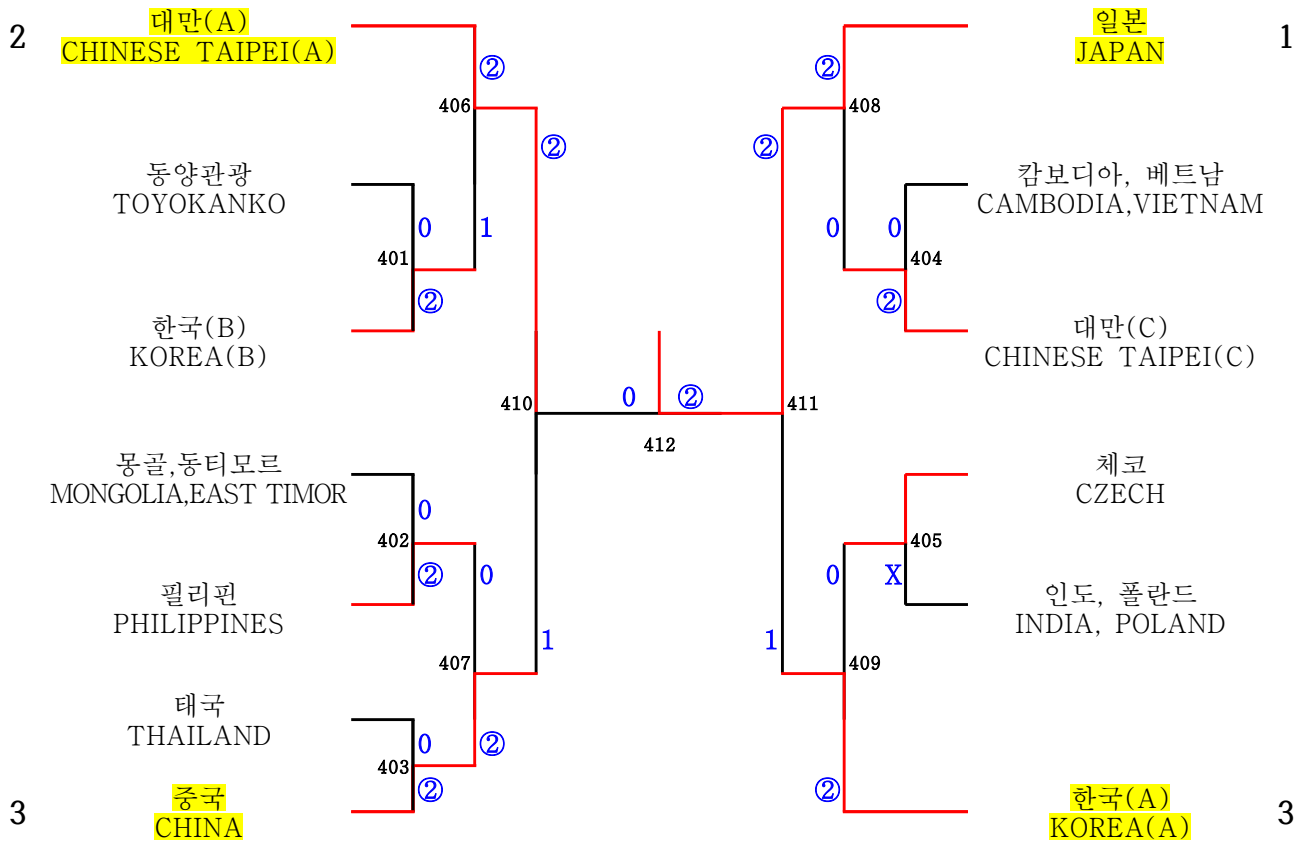 2
대만(A)
CHINESE TAIPEI(A)
일본
JAPAN
1
②
②
406
408
②
②
동양관광
TOYOKANKO
캄보디아, 베트남
CAMBODIA,VIETNAM
0
1
0
0
401
404
②
②
한국(B)
KOREA(B)
대만(C)
CHINESE TAIPEI(C)
410
0
②
411
412
몽골,동티모르
MONGOLIA,EAST TIMOR
체코
CZECH
0
402
405
②
0
0
X
필리핀
PHILIPPINES
인도, 폴란드
INDIA, POLAND
1
1
407
409
태국
THAILAND
0
②
403
②
②
3
중국
CHINA
한국(A)
KOREA(A)
3